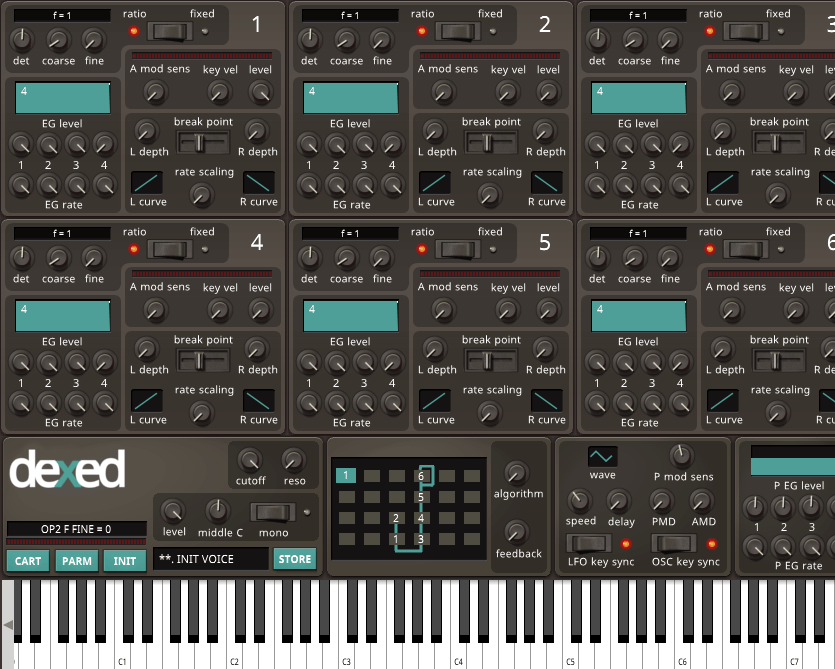 f = 1 ratio fixed 1
det coarse fine
A mod sens key vel level
4
EG level
break point
L depth R depth
1 2 3 4
rate scaling
EG rate
L curve R curve
f = 1 ratio fixed 2
det coarse fine
A mod sens key vel level
4
EG level
break point
L depth R depth
1 2 3 4
rate scaling
EG rate
L curve R curve
f = 1 ratio fixed
det coarse fine
A mod sens key vel level
4
EG level
break point
L depth
1 2 3 4
rate scaling
EG rate
L curve R curve
f = 1 ratio fixed 4
det coarse fine
A mod sens key vel level
4
EG level
break point
L depth R depth
1 2 3 4
rate scaling
EG rate
L curve R curve
f = 1 ratio fixed 5
det coarse fine
A mod sens key vel level
4
EG level
break point
L depth R depth
1 2 3 4
rate scaling
EG rate
L curve R curve
f = 1 ratio fixed
det coarse fine
A mod sens key vel level
4
EG level
break point
L depth
1 2 3 4
rate scaling
EG rate
L curve R curve
dexed
cutoff reso
level middle C mono
OP2 F FINE = 0
CART PARM INIT
**. INIT VOICE
STORE
1
6
5
2 4
1 3
algorithm
feedback
wave
P mod sens
speed delay PMD AMD
LFO key sync OSC key sync
P EG level
1 2 3
P EG rate
C1 C2 C3 C4 C5 C6 C7